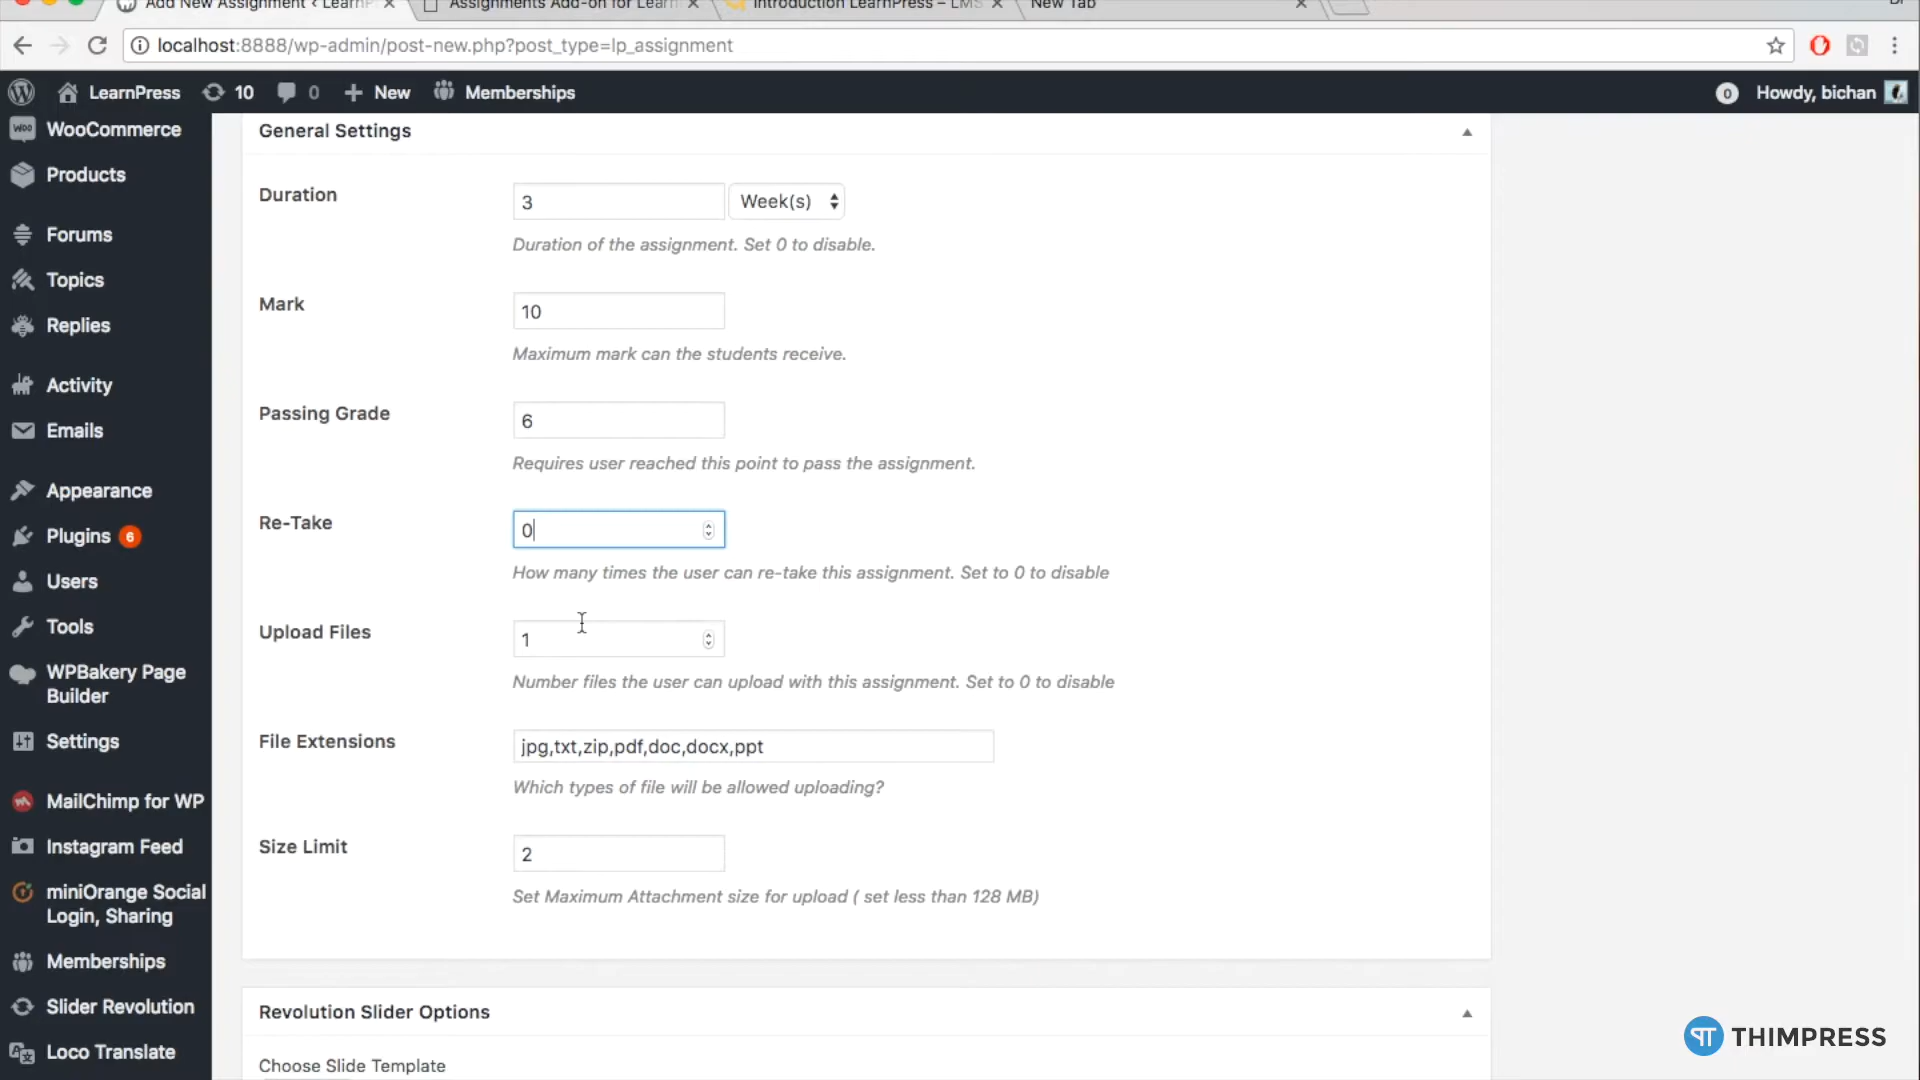 Add New Assignment ‹ LearnP
Assignments Add-on for Learn
Introduction LearnPress – LMS
New Tab
localhost:8888/wp-admin/post-new.php?post_type=lp_assignment
LearnPress
10
0
New
Memberships
0
Howdy, bichan
WooCommerce
Products
Forums
Topics
Replies
Activity
Emails
Appearance
Plugins 6
Users
Tools
WPBakery Page
Builder
Settings
MailChimp for WP
Instagram Feed
miniOrange Social
Login, Sharing
Memberships
Slider Revolution
Loco Translate
General Settings
Duration
3
Week(s)
Duration of the assignment. Set 0 to disable.
Mark
10
Maximum mark can the students receive.
Passing Grade
6
Requires user reached this point to pass the assignment.
Re-Take
0
How many times the user can re-take this assignment. Set to 0 to disable
Upload Files
1
Number files the user can upload with this assignment. Set to 0 to disable
File Extensions
jpg,txt,zip,pdf,doc,docx,ppt
Which types of file will be allowed uploading?
Size Limit
2
Set Maximum Attachment size for upload ( set less than 128 MB)
Revolution Slider Options
Choose Slide Template
THIMPRESS